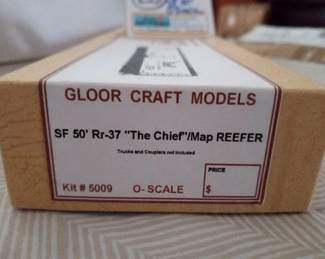 GLOOR CRAFT MODELS
SF 50' Rr-37 "The Chief"/Map REEFER
Trucks and Couplers not included
PRICE
Kit # 5009 O- SCALE $